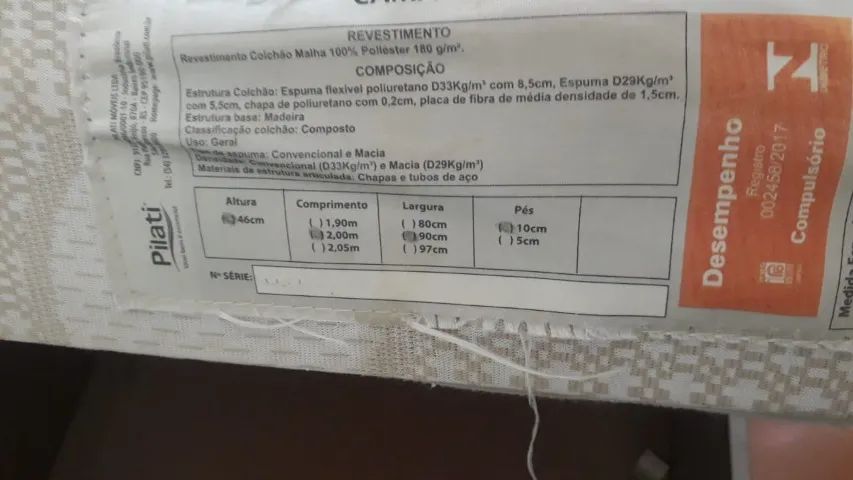 REVESTIMENTO
Revestimento Colchão Malha 100% Poliéster 180 g/m².
COMPOSIÇÃO
Estrutura Colchão: Espuma flexível poliuretano D33Kg/m³ com 8,5cm, Espuma D29Kg/m³
com 5,5cm, chapa de poliuretano com 0,2cm, placa de fibra de média densidade de 1,5cm.
Estrutura base: Madeira
Classificação colchão: Composto
Uso: Geral
espuma: Convencional e Macia
Densidade: Convencional (D33Kg/m³) e Macia (D29Kg/m³)
Materiais da estrutura articulada: Chapas e tubos de aço
Altura
46cm
Comprimento
( ) 1,90m
( ) 2,00m
( ) 2,05m
Largura
( ) 80cm
( ) 90cm
( ) 97cm
Pés
( ) 10cm
( ) 5cm
Nº SÉRIE:
Pilati
Desempenho
Registro
002458/2017
Compulsório